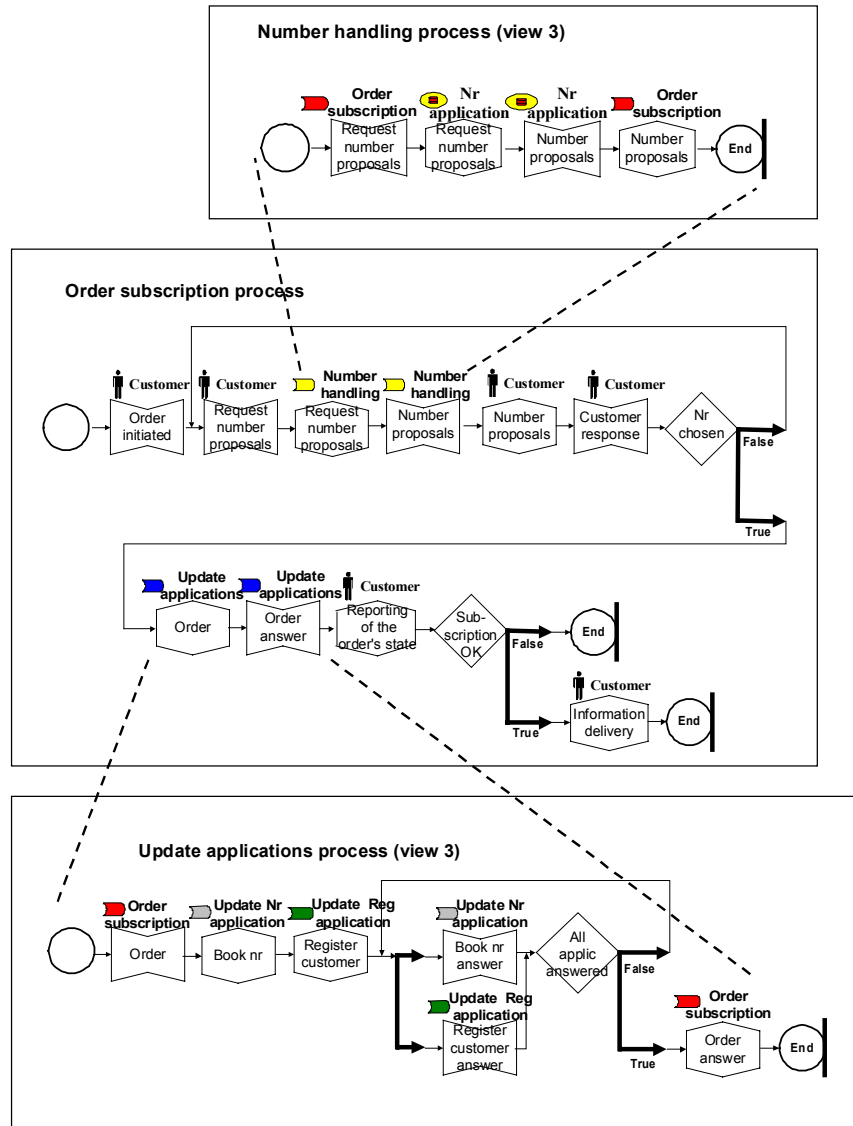 Number handling process (view 3)
Order
subscription
Nr
application
Nr
application
Order
subscription
Request
number
proposals
Request
number
proposals
Number
proposals
Number
proposals
End
Order subscription process
Customer
Customer
Number
handling
Number
handling
Customer
Customer
Order
initiated
Request
number
proposals
Request
number
proposals
Number
proposals
Number
proposals
Customer
response
Nr
chosen
False
True
Update
applications
Update
applications
Customer
Order
Order
answer
Reporting
of the
order's state
Sub-
scription
OK
False
End
Customer
True
Information
delivery
End
Update applications process (view 3)
Order
subscription
Update Nr
application
Update Reg
application
Update Nr
application
Order
Book nr
Register
customer
Book nr
answer
All
applic
answered
False
Update Reg
application
Register
customer
answer
True
Order
subscription
Order
answer
End